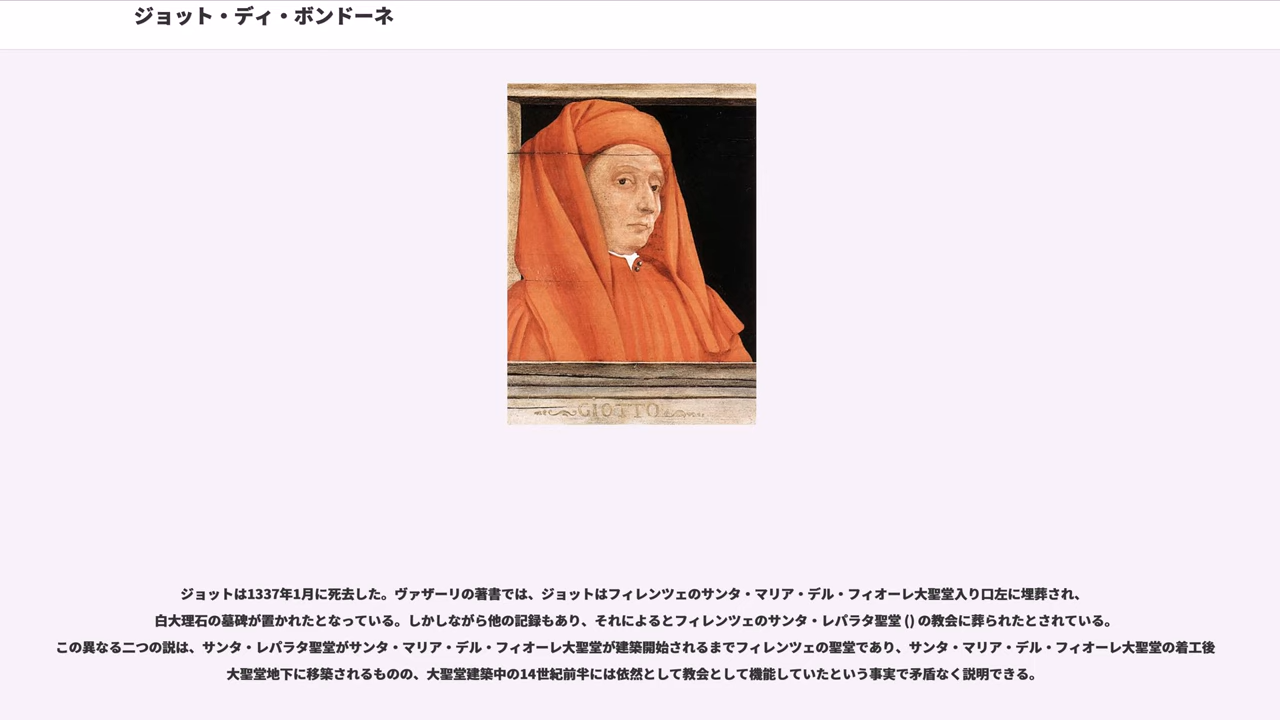 ジョット・ディ・ボンドーネ
GIOTTO
ジョットは1337年1月に死去した。ヴァザーリの著書では、ジョットはフィレンツェのサンタ・マリア・デル・フィオーレ大聖堂入り口左に埋葬され、
白大理石の墓碑が置かれたとなっている。しかしながら他の記録もあり、それによるとフィレンツェのサンタ・レパラタ聖堂 () の教会に葬られたとされている。
この異なる二つの説は、サンタ・レパラタ聖堂がサンタ・マリア・デル・フィオーレ大聖堂が建築開始されるまでフィレンツェの聖堂であり、サンタ・マリア・デル・フィオーレ大聖堂の着工後
大聖堂地下に移築されるものの、大聖堂建築中の14世紀前半には依然として教会として機能していたという事実で矛盾なく説明できる。